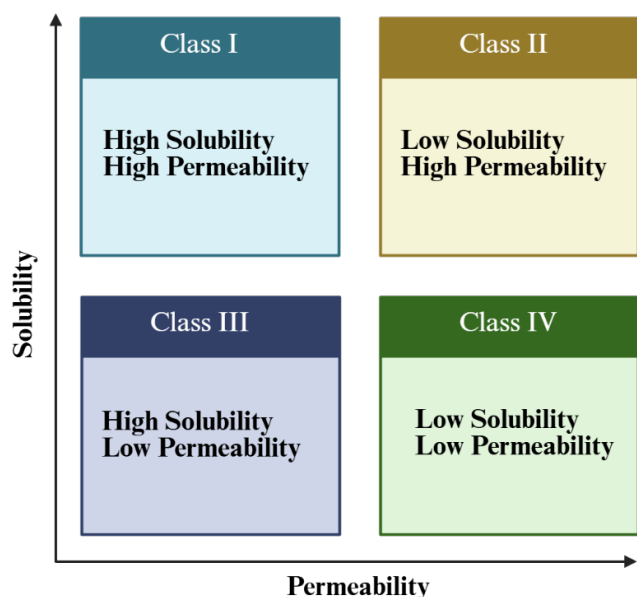 Class I
High Solubility
High Permeability
Class II
Low Solubility
High Permeability
Class III
High Solubility
Low Permeability
Class IV
Low Solubility
Low Permeability
Solubility
Permeability